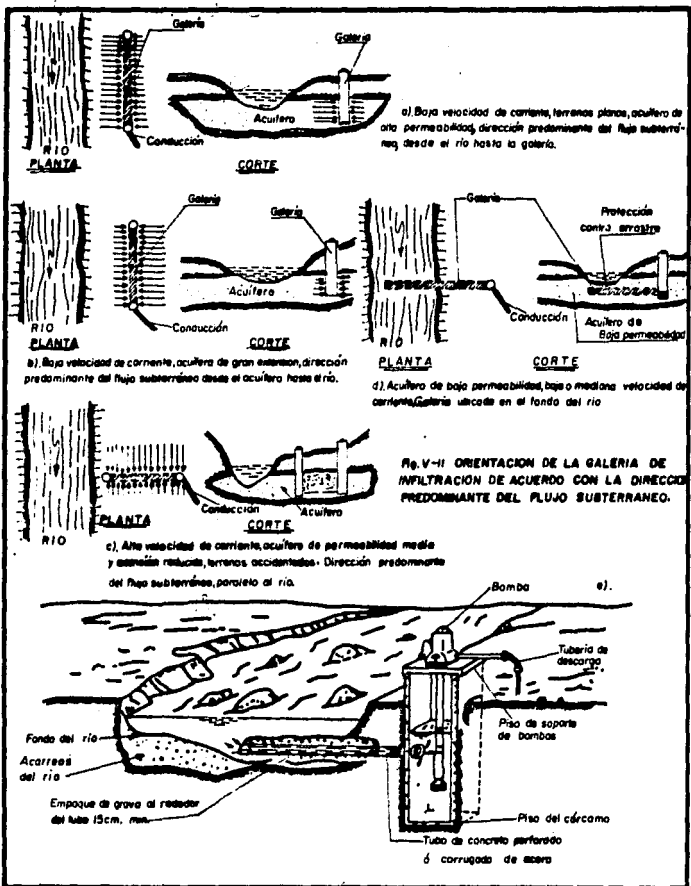 Galería
Galería
Acuífero
RIO
Conducción
PLANTA
CORTE
a). Baja velocidad de corriente, terrenos planos, acuífero de
alta permeabilidad, dirección predominante del flujo subterrá-
neo, desde el río hasta la galería.
Galería
Galería
Acuífero
RIO
Conducción
PLANTA
CORTE
b). Baja velocidad de corriente, acuífero de gran extension, dirección
predominante del flujo subterráneo desde el acuífero hasta el río.
Galería
Protección
contra arrastre
RIO
Conducción
Acuífero de
Baja permeabilidad
PLANTA
CORTE
d). Acuífero de baja permeabilidad, baja o mediana velocidad de
corriente, Galería ubicada en el fondo del río
Conducción
Acuífero
PLANTA
CORTE
RIO
c). Alta velocidad de corriente, acuífero de permeabilidad media
y extensión reducida, terrenos accidentados. Dirección predominante
del flujo subterráneo, paralelo al río.
Fig. V-11 ORIENTACION DE LA GALERIA DE
INFILTRACION DE ACUERDO CON LA DIRECCIO
PREDOMINANTE DEL FLUJO SUBTERRANEO.
e).
Bomba
Tubería de
descarga
Piso de soporte
de bombas
Fondo del río
Acarreos
del río
Empaque de grava al rededor
del tubo 15cm. min.
Piso del cárcamo
Tubo de concreto perforado
ó corrugado de acero